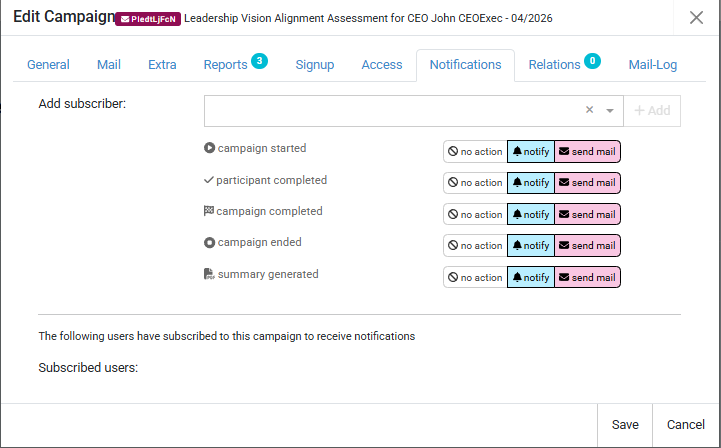 Edit Campaign PledtLjFcN Leadership Vision Alignment Assessment for CEO John CEOExec - 04/2026
General Mail Extra Reports 3 Signup Access Notifications Relations 0 Mail-Log
Add subscriber: + Add
campaign started no action notify send mail
participant completed no action notify send mail
campaign completed no action notify send mail
campaign ended no action notify send mail
summary generated no action notify send mail
The following users have subscribed to this campaign to receive notifications
Subscribed users:
Save Cancel